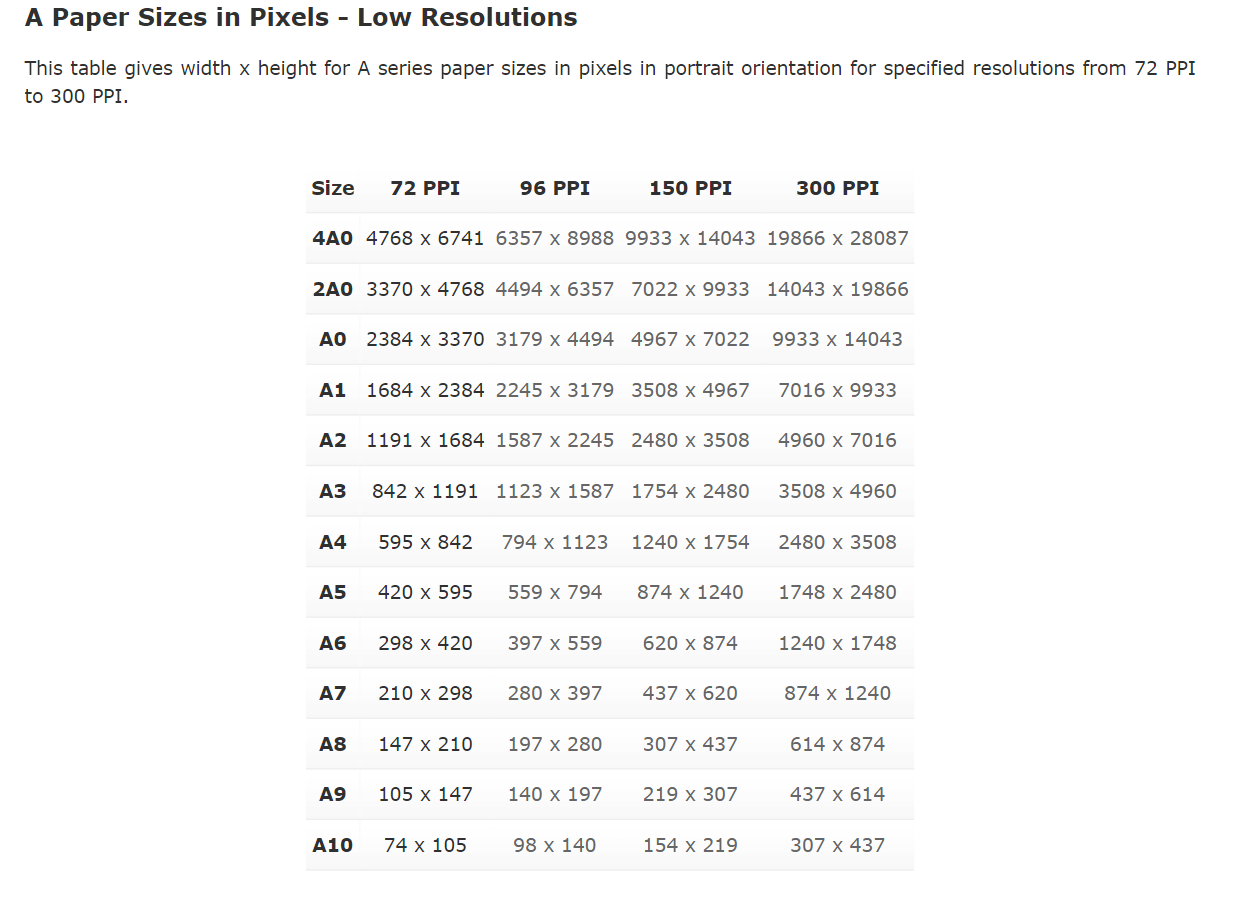 A Paper Sizes in Pixels - Low Resolutions
This table gives width x height for A series paper sizes in pixels in portrait orientation for specified resolutions from 72 PPI
to 300 PPI.
Size 72 PPI 96 PPI 150 PPI 300 PPI
4A0 4768 x 6741 6357 x 8988 9933 x 14043 19866 x 28087
2A0 3370 x 4768 4494 x 6357 7022 x 9933 14043 x 19866
A0 2384 x 3370 3179 x 4494 4967 x 7022 9933 x 14043
A1 1684 x 2384 2245 x 3179 3508 x 4967 7016 x 9933
A2 1191 x 1684 1587 x 2245 2480 x 3508 4960 x 7016
A3 842 x 1191 1123 x 1587 1754 x 2480 3508 x 4960
A4 595 x 842 794 x 1123 1240 x 1754 2480 x 3508
A5 420 x 595 559 x 794 874 x 1240 1748 x 2480
A6 298 x 420 397 x 559 620 x 874 1240 x 1748
A7 210 x 298 280 x 397 437 x 620 874 x 1240
A8 147 x 210 197 x 280 307 x 437 614 x 874
A9 105 x 147 140 x 197 219 x 307 437 x 614
A10 74 x 105 98 x 140 154 x 219 307 x 437